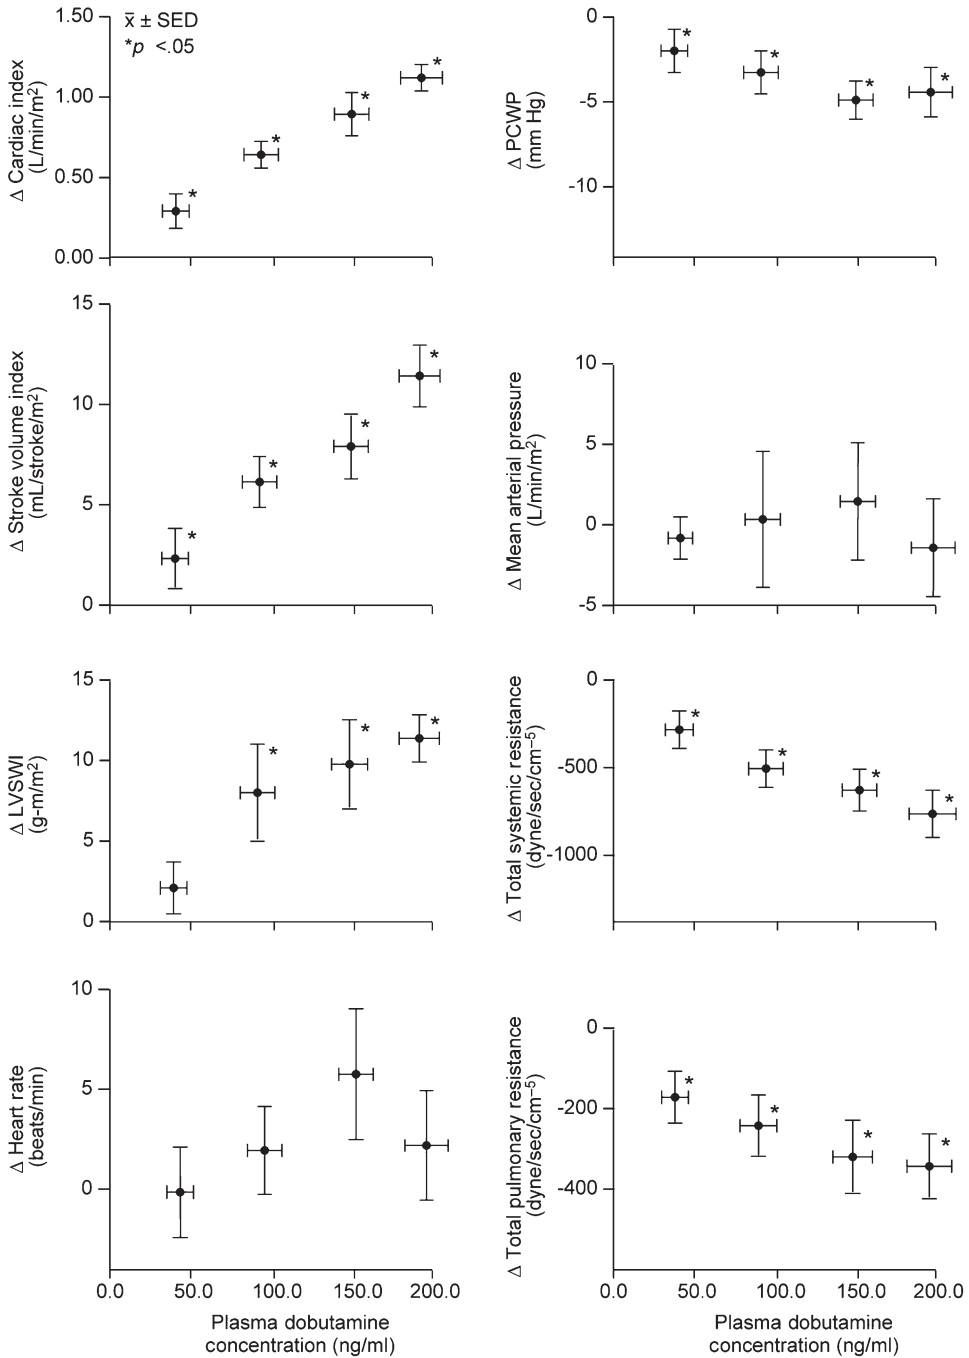 x̄ ± SED
*p <.05
Δ Cardiac index
(L/min/m²)
1.50
1.00
0.50
0.00
*
*
*
*
Δ PCWP
(mm Hg)
0
-5
-10
*
*
*
*
Δ Stroke volume index
(mL/stroke/m²)
15
10
5
0
*
*
*
*
Δ Mean arterial pressure
(L/min/m²)
10
5
0
-5
Δ LVSWI
(g-m/m²)
15
10
5
0
*
*
*
Δ Total systemic resistance
(dyne/sec/cm⁻⁵)
0
-500
-1000
*
*
*
*
Δ Heart rate
(beats/min)
10
5
0
0.0 50.0 100.0 150.0 200.0
Plasma dobutamine
concentration (ng/ml)
Δ Total pulmonary resistance
(dyne/sec/cm⁻⁵)
0
-200
-400
*
*
*
*
0.0 50.0 100.0 150.0 200.0
Plasma dobutamine
concentration (ng/ml)